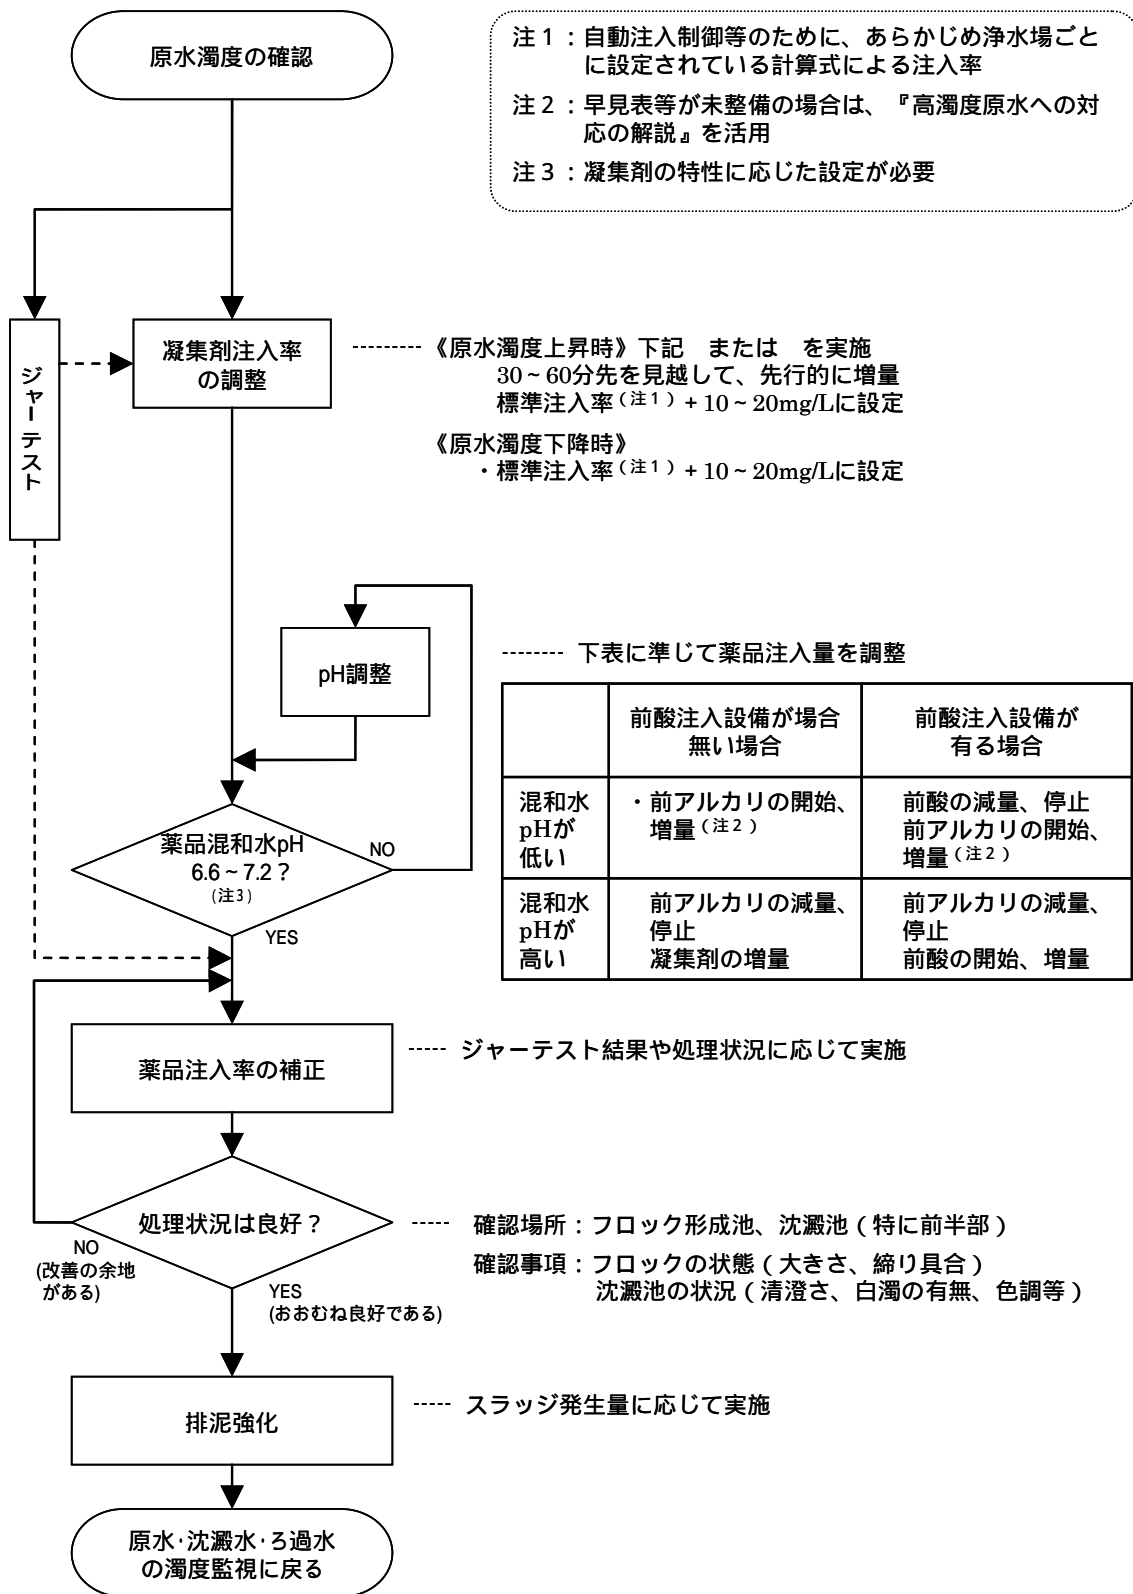 原水濁度の確認
注1：自動注入制御等のために、あらかじめ浄水場ごと
に設定されている計算式による注入率
注2：早見表等が未整備の場合は、『高濁度原水への対
応の解説』を活用
注3：凝集剤の特性に応じた設定が必要
ジャーテスト
凝集剤注入率
の調整
《原水濁度上昇時》下記　または　を実施
30～60分先を見越して、先行的に増量
標準注入率（注1）+10～20mg/Lに設定
《原水濁度下降時》
・標準注入率（注1）+10～20mg/Lに設定
pH調整
下表に準じて薬品注入量を調整
前酸注入設備が場合
無い場合
前酸注入設備が
有る場合
混和水
pHが
低い
・前アルカリの開始、
増量（注2）
前酸の減量、停止
前アルカリの開始、
増量（注2）
混和水
pHが
高い
前アルカリの減量、
停止
凝集剤の増量
前アルカリの減量、
停止
前酸の開始、増量
薬品混和水pH
6.6～7.2？
（注3）
NO
YES
薬品注入率の補正
ジャーテスト結果や処理状況に応じて実施
処理状況は良好？
確認場所：フロック形成池、沈澱池（特に前半部）
確認事項：フロックの状態（大きさ、締り具合）
沈澱池の状況（清澄さ、白濁の有無、色調等）
NO
(改善の余地
がある)
YES
(おおむね良好である)
排泥強化
スラッジ発生量に応じて実施
原水・沈澱水・ろ過水
の濁度監視に戻る